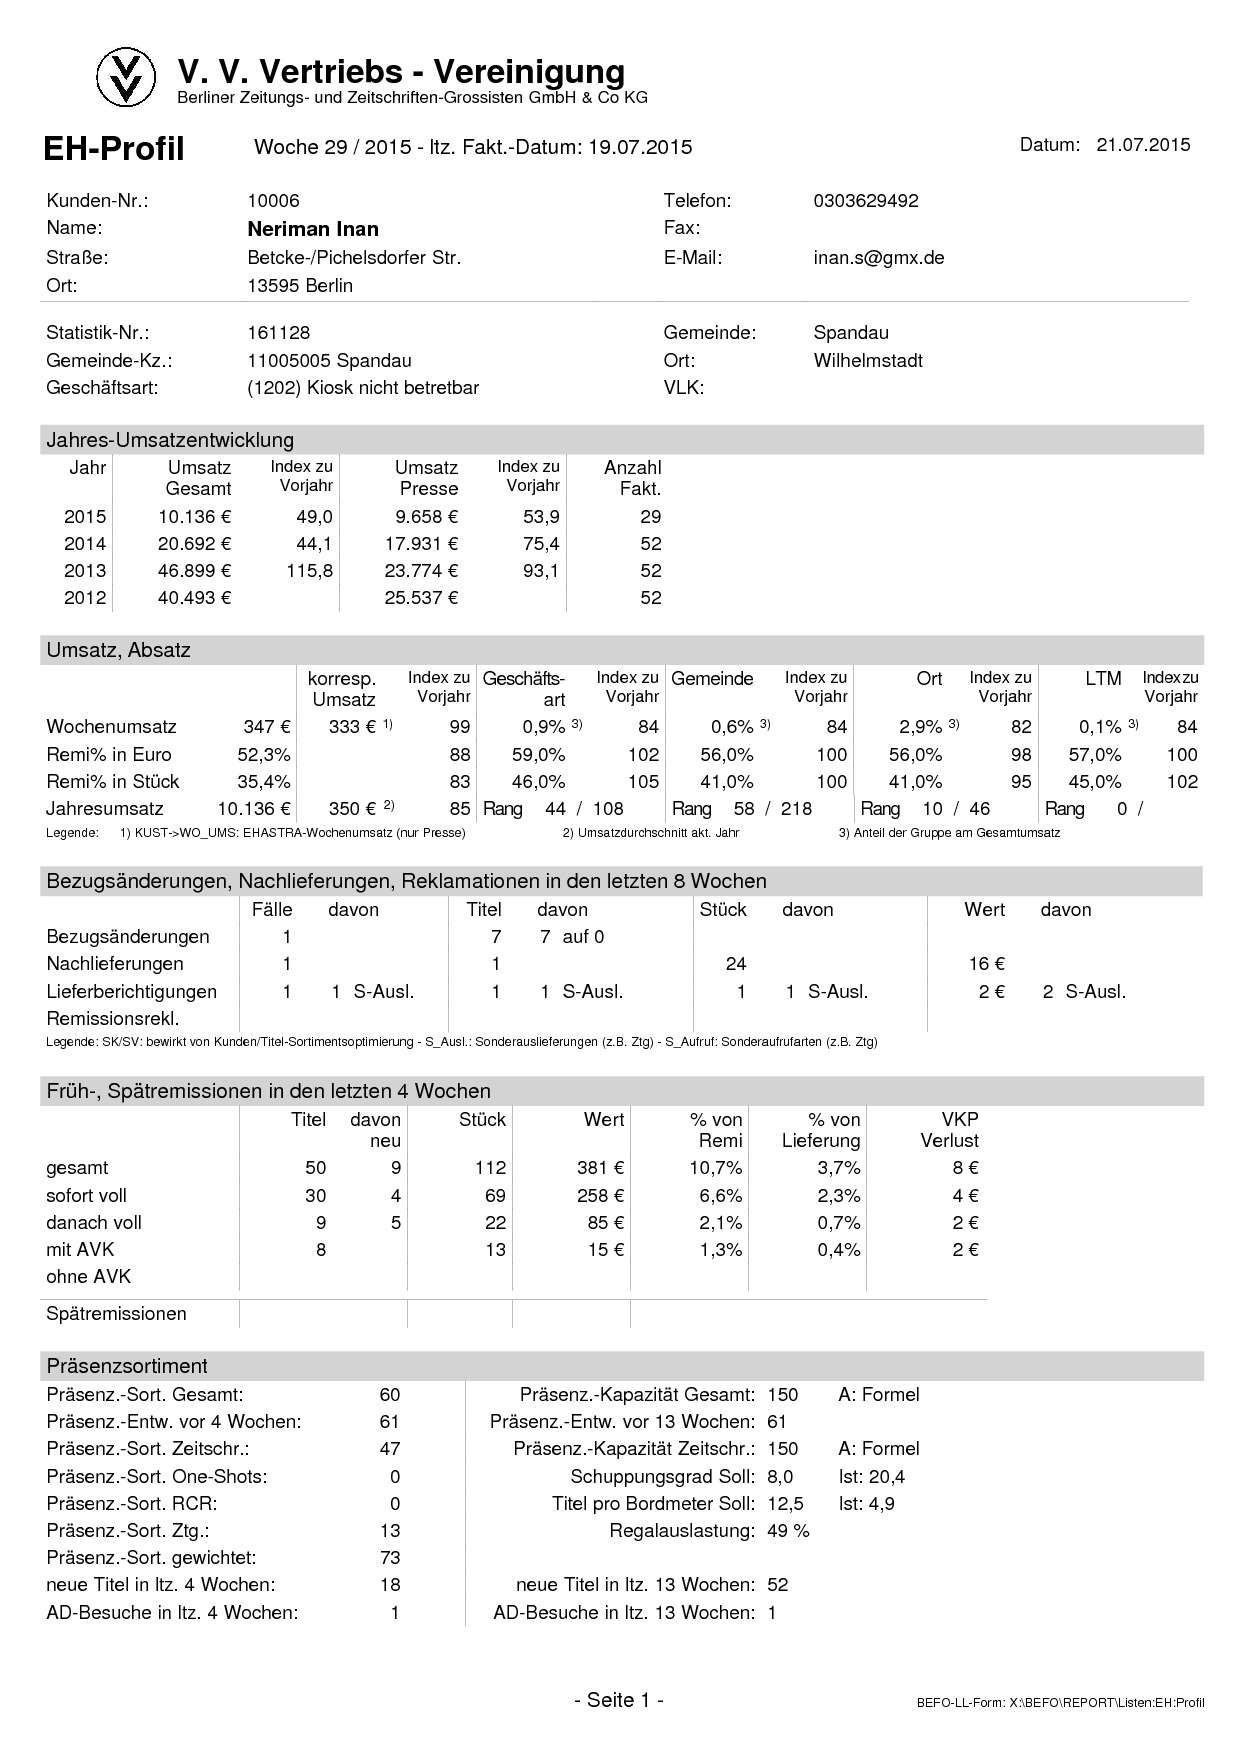 V. V. Vertriebs - Vereinigung
Berliner Zeitungs- und Zeitschriften-Grossisten GmbH & Co KG
EH-Profil Woche 29 / 2015 - ltz. Fakt.-Datum: 19.07.2015 Datum: 21.07.2015
Kunden-Nr.: 10006 Telefon: 0303629492
Name: Neriman Inan Fax:
Straße: Betcke-/Pichelsdorfer Str. E-Mail: inan.s@gmx.de
Ort: 13595 Berlin
Statistik-Nr.: 161128 Gemeinde: Spandau
Gemeinde-Kz.: 11005005 Spandau Ort: Wilhelmstadt
Geschäftsart: (1202) Kiosk nicht betretbar VLK:
Jahres-Umsatzentwicklung
Jahr Umsatz Index zu Umsatz Index zu Anzahl
Gesamt Vorjahr Presse Vorjahr Fakt.
2015 10.136 € 49,0 9.658 € 53,9 29
2014 20.692 € 44,1 17.931 € 75,4 52
2013 46.899 € 115,8 23.774 € 93,1 52
2012 40.493 € 25.537 € 52
Umsatz, Absatz
korresp. Index zu Geschäfts- Index zu Gemeinde Index zu Ort Index zu LTM Index zu
Umsatz Vorjahr art Vorjahr Vorjahr Vorjahr Vorjahr
Wochenumsatz 347 € 333 € 1) 99 0,9% 3) 84 0,6% 3) 84 2,9% 3) 82 0,1% 3) 84
Remi% in Euro 52,3% 88 59,0% 102 56,0% 100 56,0% 98 57,0% 100
Remi% in Stück 35,4% 83 46,0% 105 41,0% 100 41,0% 95 45,0% 102
Jahresumsatz 10.136 € 350 € 2) 85 Rang 44 / 108 Rang 58 / 218 Rang 10 / 46 Rang 0 /
Legende: 1) KUST->WO_UMS: EHASTRA-Wochenumsatz (nur Presse) 2) Umsatzdurchschnitt akt. Jahr 3) Anteil der Gruppe am Gesamtumsatz
Bezugsänderungen, Nachlieferungen, Reklamationen in den letzten 8 Wochen
Fälle davon Titel davon Stück davon Wert davon
Bezugsänderungen 1 7 7 auf 0
Nachlieferungen 1 1 24 16 €
Lieferberichtigungen 1 1 S-Ausl. 1 1 S-Ausl. 1 1 S-Ausl. 2 € 2 S-Ausl.
Remissionsrekl.
Legende: SK/SV: bewirkt von Kunden/Titel-Sortimentsoptimierung - S_Ausl.: Sonderauslieferungen (z.B. Ztg) - S_Aufruf: Sonderaufrufarten (z.B. Ztg)
Früh-, Spätremissionen in den letzten 4 Wochen
Titel davon Stück Wert % von % von VKP
neu Remi Lieferung Verlust
gesamt 50 9 112 381 € 10,7% 3,7% 8 €
sofort voll 30 4 69 258 € 6,6% 2,3% 4 €
danach voll 9 5 22 85 € 2,1% 0,7% 2 €
mit AVK 8 13 15 € 1,3% 0,4% 2 €
ohne AVK
Spätremissionen
Präsenzsortiment
Präsenz.-Sort. Gesamt: 60 Präsenz.-Kapazität Gesamt: 150 A: Formel
Präsenz.-Entw. vor 4 Wochen: 61 Präsenz.-Entw. vor 13 Wochen: 61
Präsenz.-Sort. Zeitschr.: 47 Präsenz.-Kapazität Zeitschr.: 150 A: Formel
Präsenz.-Sort. One-Shots: 0 Schuppungsgrad Soll: 8,0 Ist: 20,4
Präsenz.-Sort. RCR: 0 Titel pro Bordmeter Soll: 12,5 Ist: 4,9
Präsenz.-Sort. Ztg.: 13 Regalauslastung: 49 %
Präsenz.-Sort. gewichtet: 73
neue Titel in ltz. 4 Wochen: 18 neue Titel in ltz. 13 Wochen: 52
AD-Besuche in ltz. 4 Wochen: 1 AD-Besuche in ltz. 13 Wochen: 1
- Seite 1 -
BEFO-LL-Form: X:\BEFO\REPORT\Listen:EH:Profil